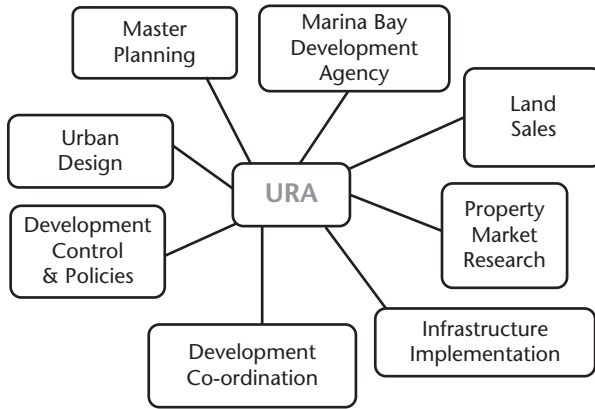 Master
Planning
Marina Bay
Development
Agency
Land
Sales
Urban
Design
URA
Development
Control
& Policies
Property
Market
Research
Development
Co-ordination
Infrastructure
Implementation